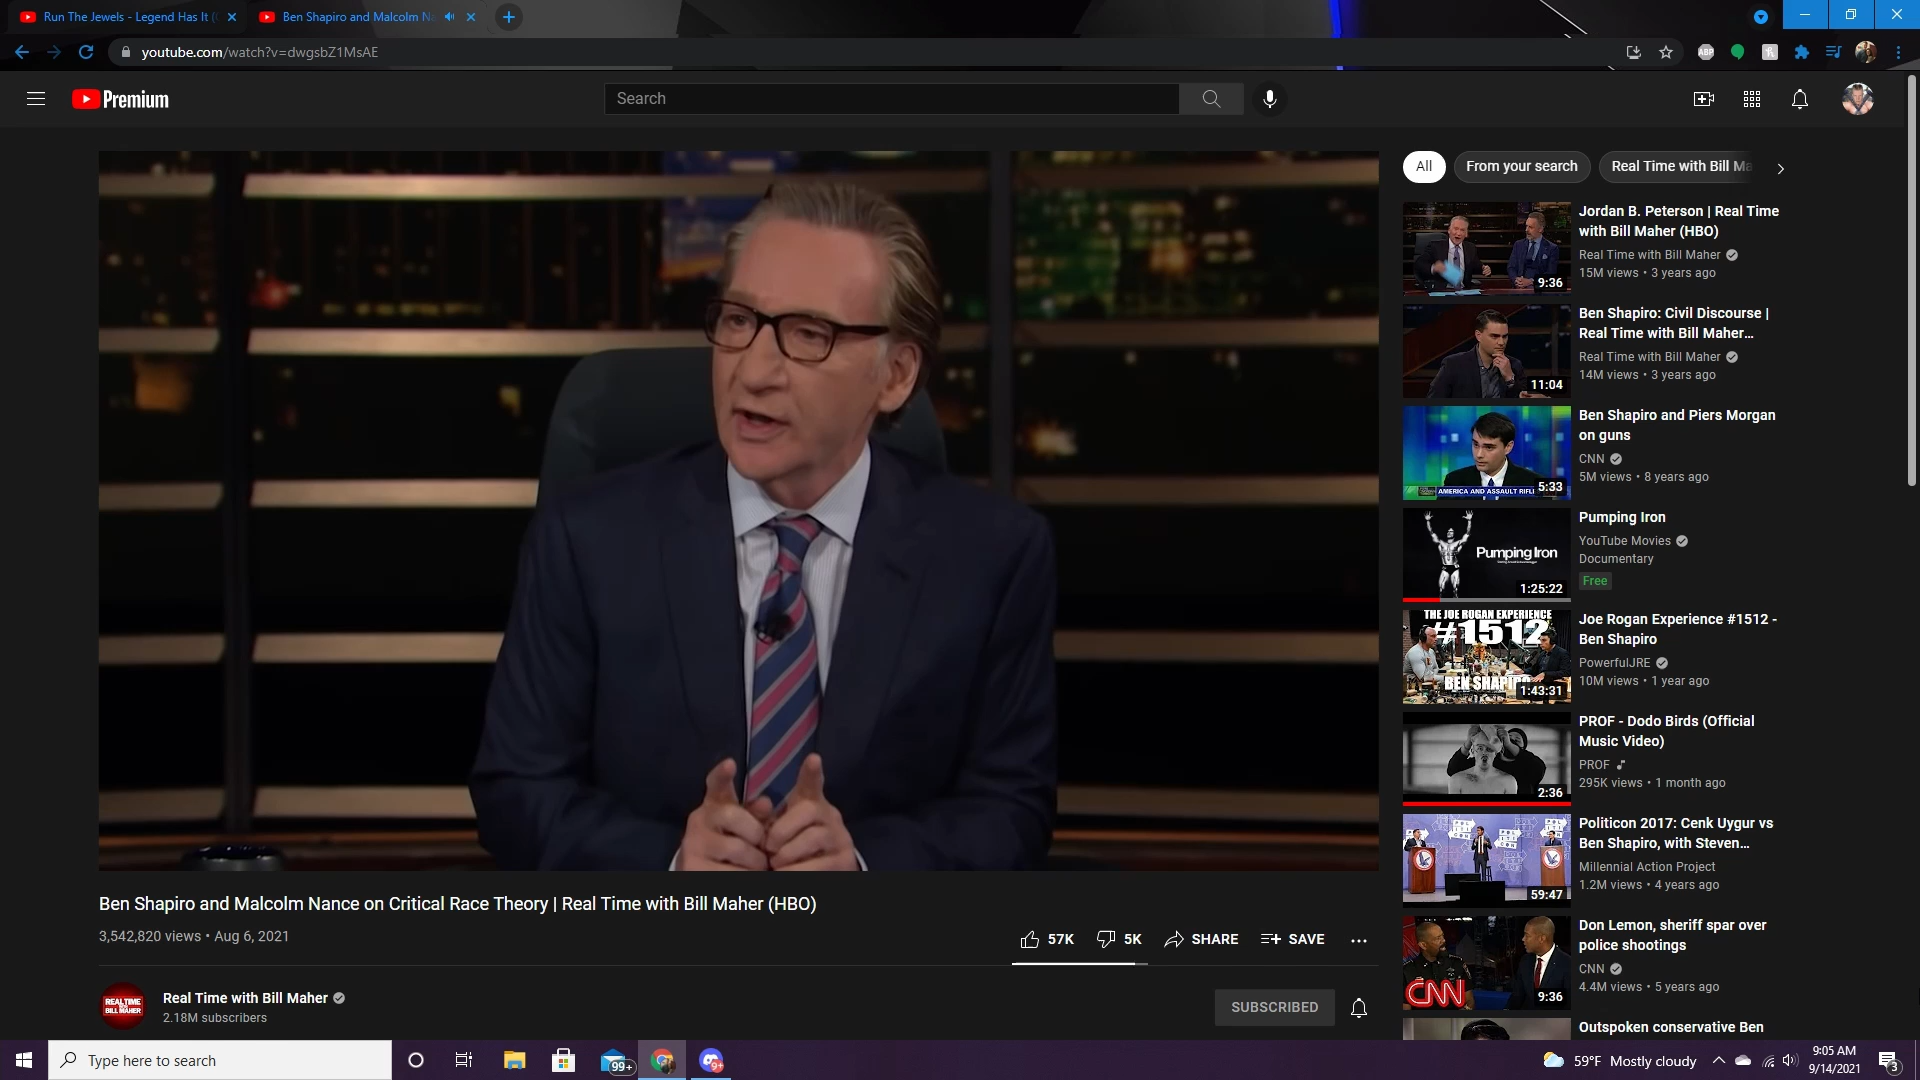 Run The Jewels - Legend Has It (
Ben Shapiro and Malcolm N
youtube.com/watch?v=dwgsbZ1MsAE
ABP
Premium
Search
All
From your search
Real Time with Bill Ma
Jordan B. Peterson | Real Time
with Bill Maher (HBO)
Real Time with Bill Maher
15M views • 3 years ago
9:36
Ben Shapiro: Civil Discourse |
Real Time with Bill Maher...
Real Time with Bill Maher
14M views • 3 years ago
11:04
Ben Shapiro and Piers Morgan
on guns
CNN
5M views • 8 years ago
AMERICA AND ASSAULT RIFL
5:33
Pumping Iron
YouTube Movies
Documentary
Free
Pumping Iron
1:25:22
THE JOE ROGAN EXPERIENCE
#1512
BEN SHAPIRO
1:43:31
Joe Rogan Experience #1512 -
Ben Shapiro
PowerfulJRE
10M views • 1 year ago
PROF - Dodo Birds (Official
Music Video)
PROF
295K views • 1 month ago
2:36
Politicon 2017: Cenk Uygur vs
Ben Shapiro, with Steven...
Millennial Action Project
1.2M views • 4 years ago
59:47
Don Lemon, sheriff spar over
police shootings
CNN
4.4M views • 5 years ago
CNN
9:36
Outspoken conservative Ben
Ben Shapiro and Malcolm Nance on Critical Race Theory | Real Time with Bill Maher (HBO)
3,542,820 views • Aug 6, 2021
57K
5K
SHARE
SAVE
REALTIME
BILL MAHER
Real Time with Bill Maher
2.18M subscribers
SUBSCRIBED
Type here to search
99+
9+
59°F Mostly cloudy
9:05 AM
9/14/2021
3